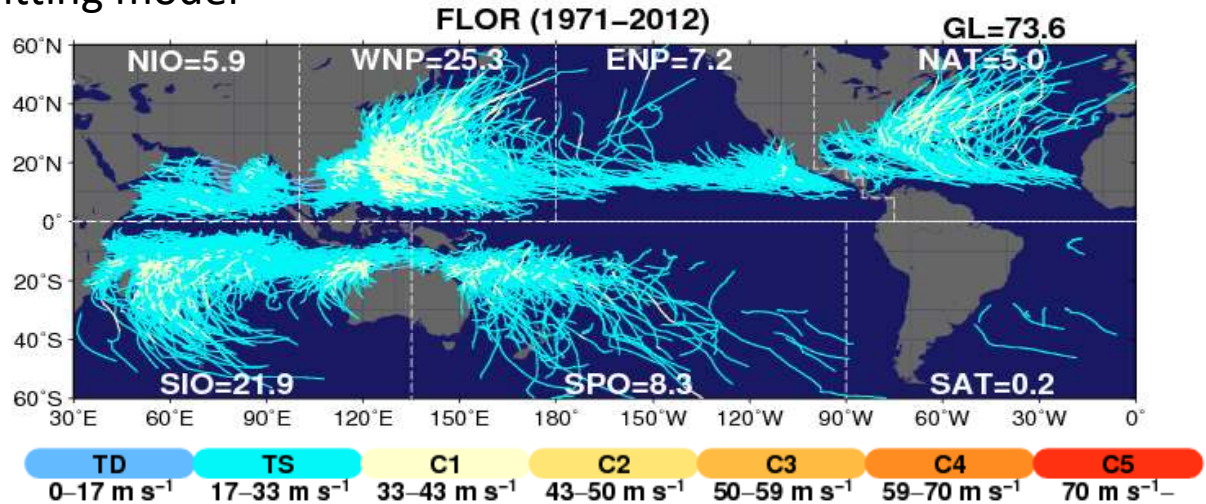 itting model
FLOR (1971–2012) GL=73.6
60°N
40°N
20°N
0°
20°S
40°S
60°S
NIO=5.9 WNP=25.3 ENP=7.2 NAT=5.0
SIO=21.9 SPO=8.3 SAT=0.2
30°E 60°E 90°E 120°E 150°E 180° 150°W 120°W 90°W 60°W 30°W 0°
TD TS C1 C2 C3 C4 C5
0–17 m s⁻¹ 17–33 m s⁻¹ 33–43 m s⁻¹ 43–50 m s⁻¹ 50–59 m s⁻¹ 59–70 m s⁻¹ 70 m s⁻¹–